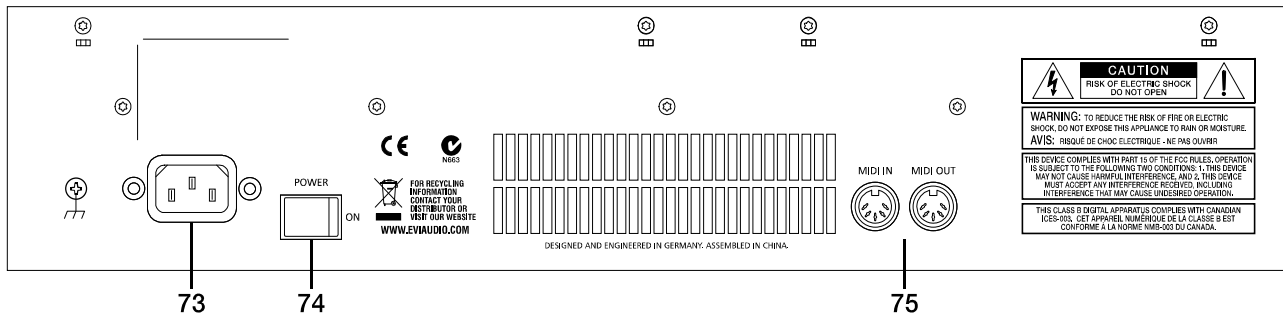 CAUTION
RISK OF ELECTRIC SHOCK
DO NOT OPEN
WARNING: TO REDUCE THE RISK OF FIRE OR ELECTRIC
SHOCK, DO NOT EXPOSE THIS APPLIANCE TO RAIN OR MOISTURE.
AVIS: RISQUÉ DE CHOC ELECTRIQUE - NE PAS OUVRIR
THIS DEVICE COMPLIES WITH PART 15 OF THE FCC RULES. OPERATION
IS SUBJECT TO THE FOLLOWING TWO CONDITIONS: 1. THIS DEVICE
MAY NOT CAUSE HARMFUL INTERFERENCE, AND 2. THIS DEVICE
MUST ACCEPT ANY INTERFERENCE RECEIVED, INCLUDING
INTERFERENCE THAT MAY CAUSE UNDESIRED OPERATION.
THIS CLASS B DIGITAL APPARATUS COMPLIES WITH CANADIAN
ICES-003. CET APPAREIL NUMÉRIQUE DE LA CLASSE B EST
CONFORME A LA NORME NMB-003 DU CANADA.
CE
N663
POWER
ON
FOR RECYCLING
INFORMATION
CONTACT YOUR
DISTRIBUTOR OR
VISIT OUR WEBSITE
WWW.EVIAUDIO.COM
DESIGNED AND ENGINEERED IN GERMANY. ASSEMBLED IN CHINA.
MIDI IN
MIDI OUT
73
74
75